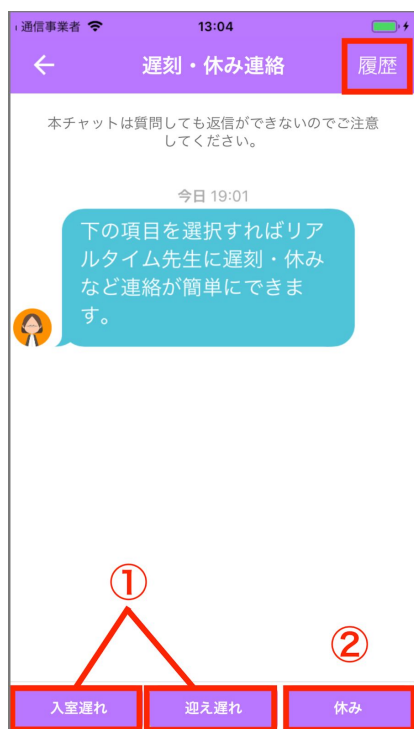 通信事業者 13:04
遅刻・休み連絡 履歴
本チャットは質問しても返信ができないのでご注意
してください。
今日 19:01
下の項目を選択すればリア
ルタイム先生に遅刻・休み
など連絡が簡単にできま
す。
①
②
入室遅れ 迎え遅れ 休み